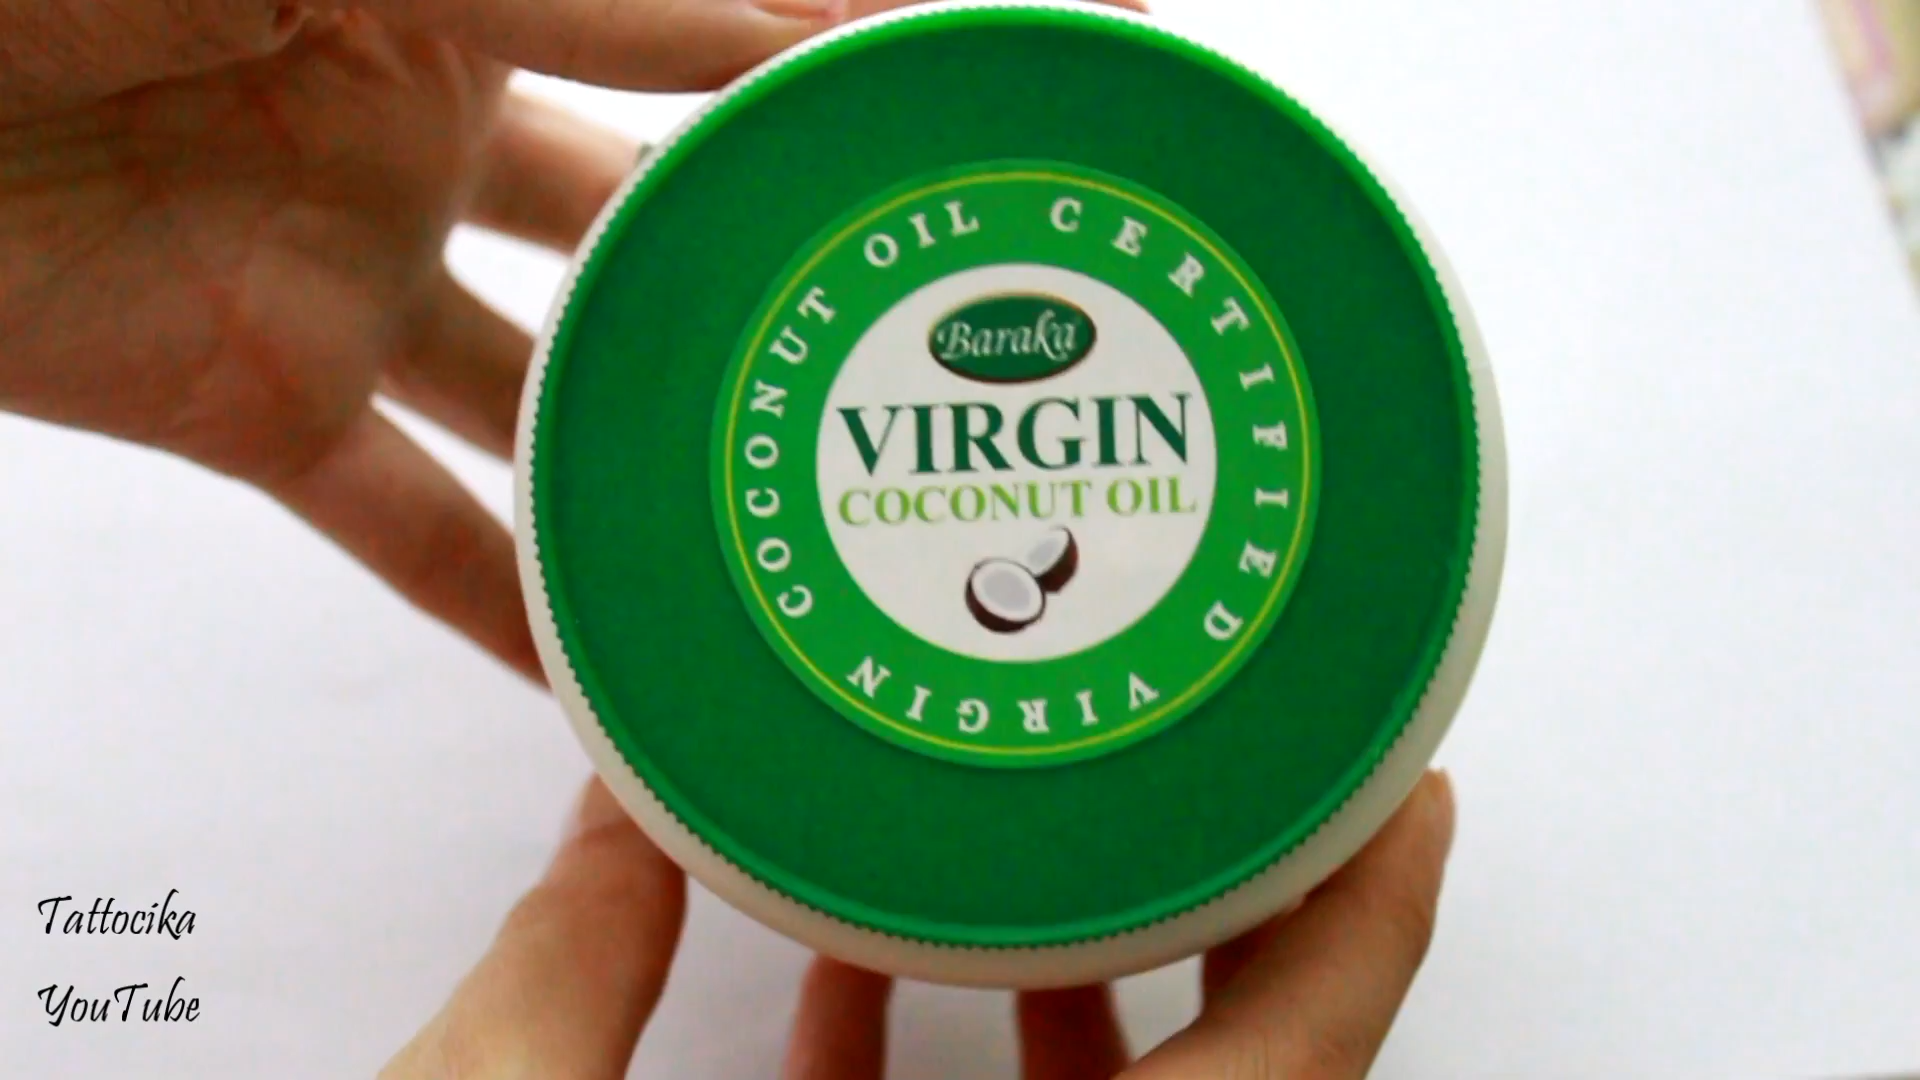 COCONUT OIL CERTIFIED VIRGIN
Baraka
VIRGIN
COCONUT OIL
Tattocika
YouTube